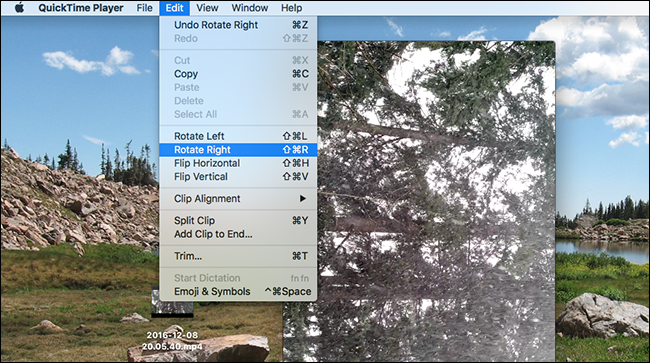 QuickTime Player File Edit View Window Help
Undo Rotate Right ⌘Z
Redo ⇧⌘Z
Cut ⌘X
Copy ⌘C
Paste ⌘V
Delete
Select All ⌘A
Rotate Left ⇧⌘L
Rotate Right ⇧⌘R
Flip Horizontal ⇧⌘H
Flip Vertical ⇧⌘V
Clip Alignment ▶
Split Clip ⌘Y
Add Clip to End...
Trim... ⌘T
Start Dictation fn fn
Emoji & Symbols ^⌘Space
2016-12-08
20.05.40.mp4